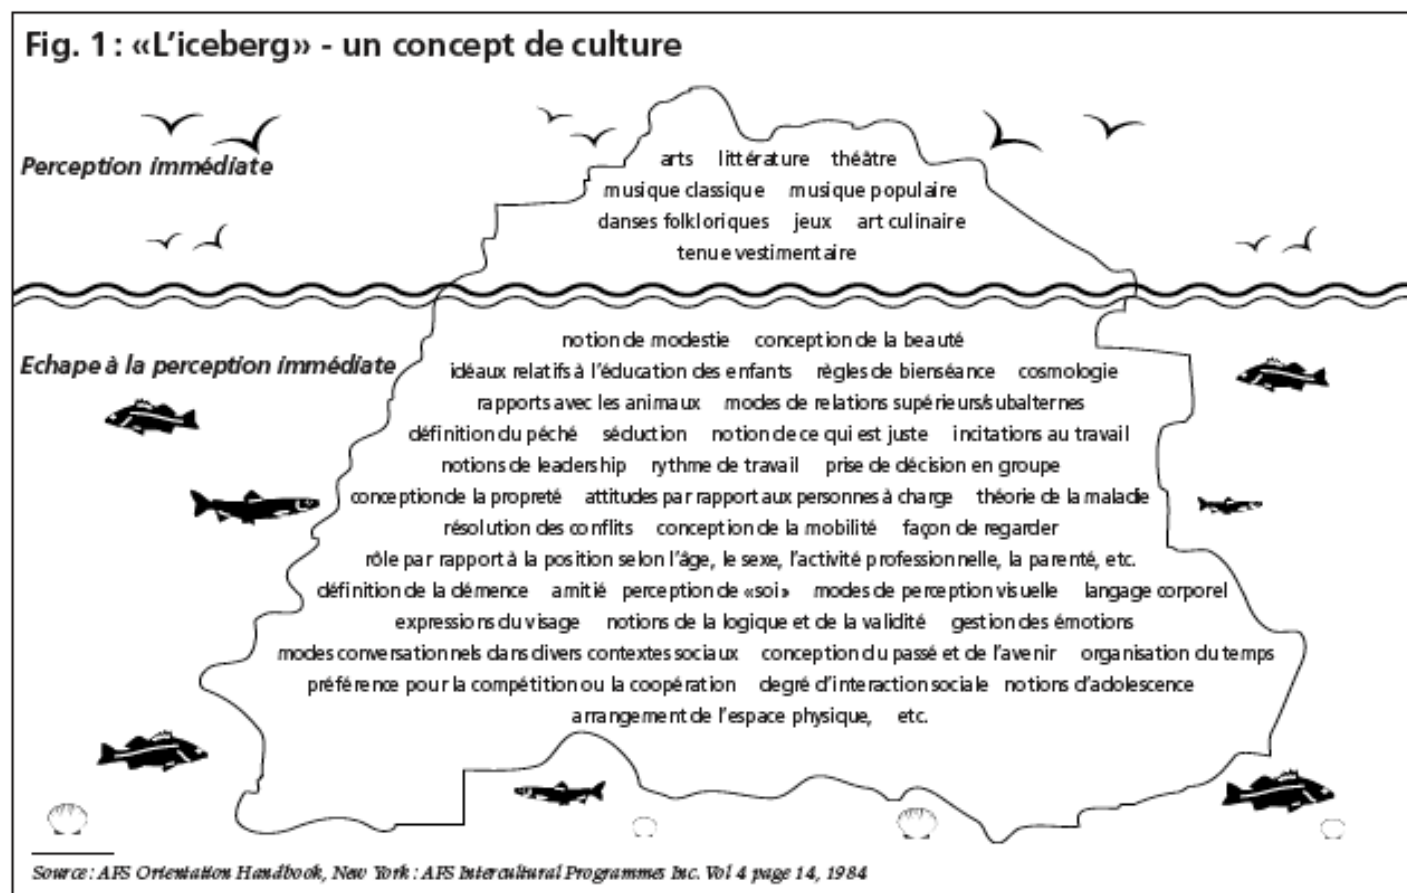 Fig. 1 : «L’iceberg» - un concept de culture
Perception immédiate
arts littérature théâtre
musique classique musique populaire
danses folkloriques jeux art culinaire
tenue vestimentaire
Echape à la perception immédiate
notion de modestie conception de la beauté
idéaux relatifs à l’éducation des enfants règles de bienséance cosmologie
rapports avec les animaux modes de relations supérieurs/subalternes
définition du péché séduction notion de ce qui est juste incitations au travail
notions de leadership rythme de travail prise de décision en groupe
conception de la propreté attitudes par rapport aux personnes à charge théorie de la maladie
résolution des conflits conception de la mobilité façon de regarder
rôle par rapport à la position selon l’âge, le sexe, l’activité professionnelle, la parenté, etc.
définition de la démence amitié perception de «soi» modes de perception visuelle langage corporel
expressions du visage notions de la logique et de la validité gestion des émotions
modes conversationnels dans divers contextes sociaux conception du passé et de l’avenir organisation du temps
préférence pour la compétition ou la coopération degré d’interaction sociale notions d’adolescence
arrangement de l’espace physique, etc.
Source : AFS Orientation Handbook, New York : AFS Intercultural Programmes Inc. Vol 4 page 14, 1984